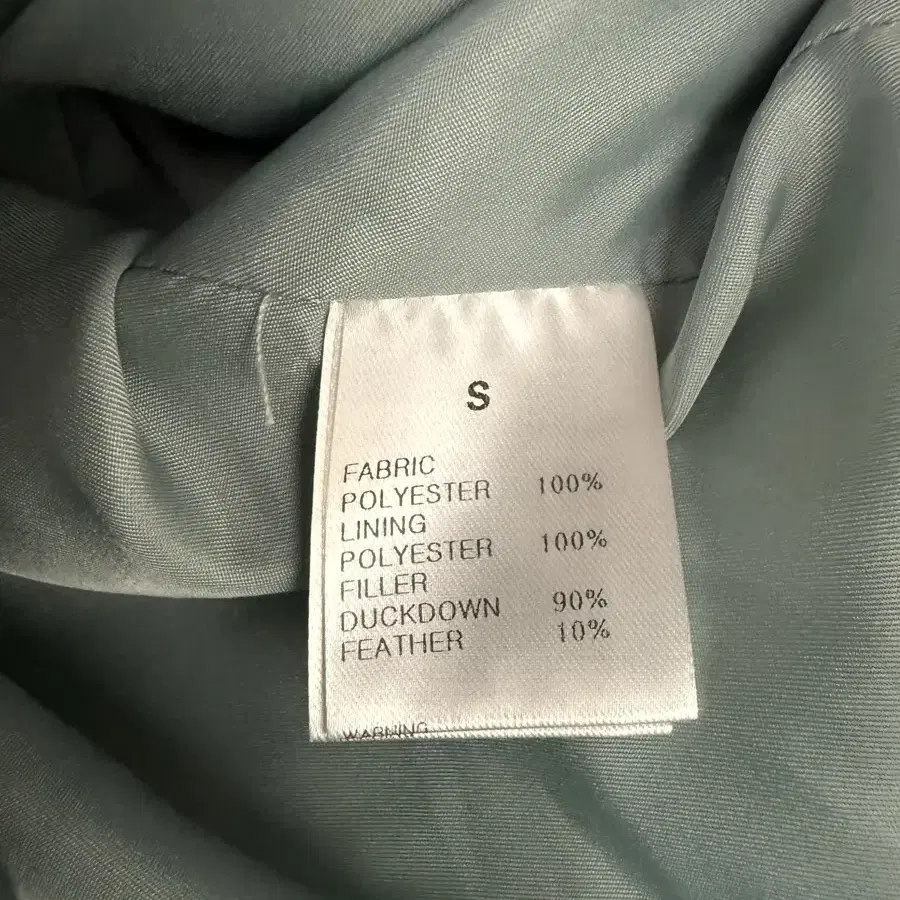 S
FABRIC
POLYESTER 100%
LINING
POLYESTER 100%
FILLER
DUCKDOWN 90%
FEATHER 10%
WARNING